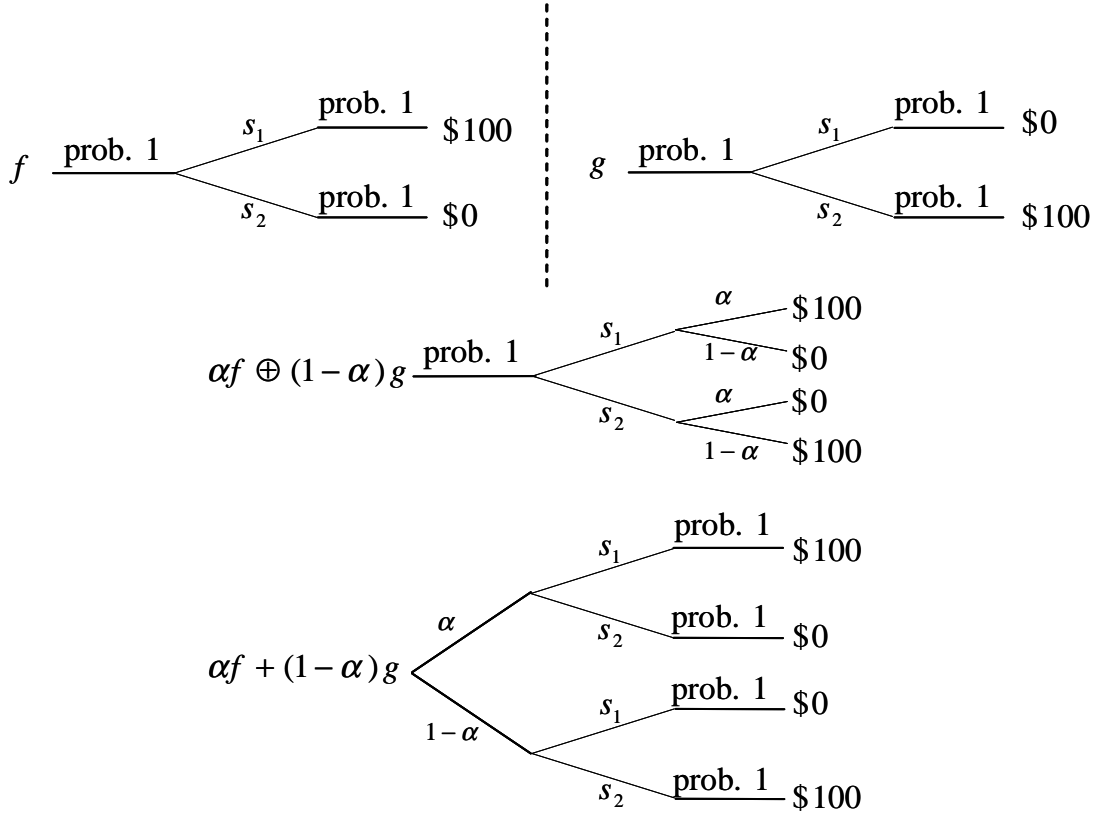 f prob. 1 s₁ prob. 1 $100
s₂ prob. 1 $0
g prob. 1 s₁ prob. 1 $0
s₂ prob. 1 $100
αf ⊕ (1 − α) g prob. 1 s₁ α $100
1 − α $0
s₂ α $0
1 − α $100
αf + (1 − α) g α s₁ prob. 1 $100
s₂ prob. 1 $0
1 − α s₁ prob. 1 $0
s₂ prob. 1 $100